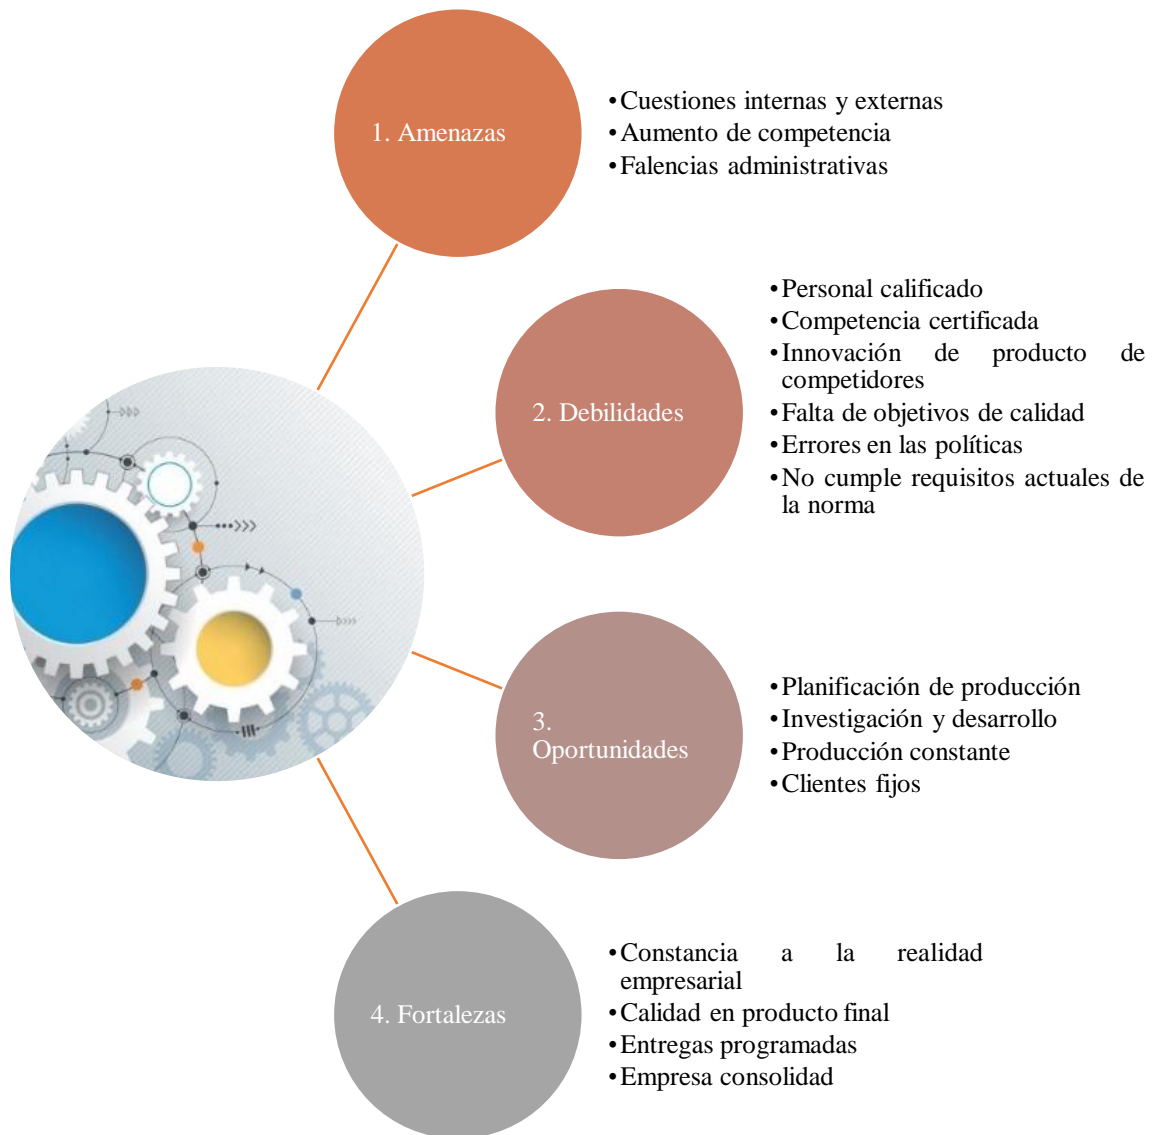 1. Amenazas
•Cuestiones internas y externas
•Aumento de competencia
•Falencias administrativas
2. Debilidades
•Personal calificado
•Competencia certificada
•Innovación de producto de
competidores
•Falta de objetivos de calidad
•Errores en las políticas
•No cumple requisitos actuales de
la norma
3.
Oportunidades
•Planificación de producción
•Investigación y desarrollo
•Producción constante
•Clientes fijos
4. Fortalezas
•Constancia a la realidad
empresarial
•Calidad en producto final
•Entregas programadas
•Empresa consolidad